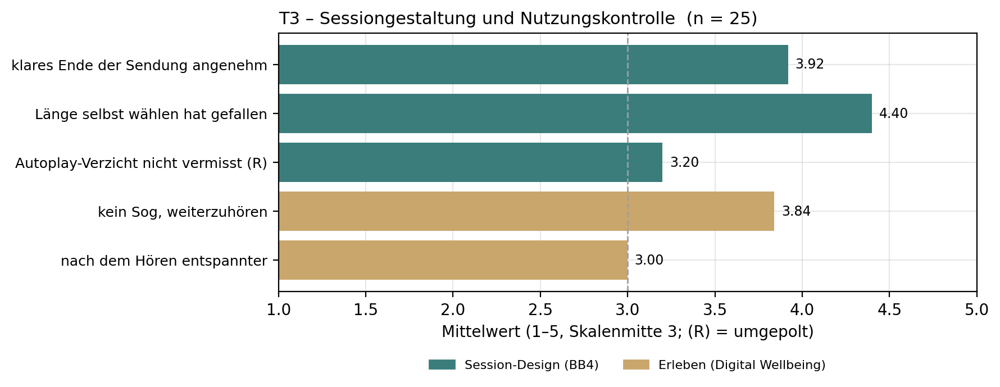 T3 – Sessiongestaltung und Nutzungskontrolle (n = 25)
klares Ende der Sendung angenehm 3.92
Länge selbst wählen hat gefallen 4.40
Autoplay-Verzicht nicht vermisst (R) 3.20
kein Sog, weiterzuhören 3.84
nach dem Hören entspannter 3.00
1.0 1.5 2.0 2.5 3.0 3.5 4.0 4.5 5.0
Mittelwert (1–5, Skalenmitte 3; (R) = umgepolt)
Session-Design (BB4) Erleben (Digital Wellbeing)